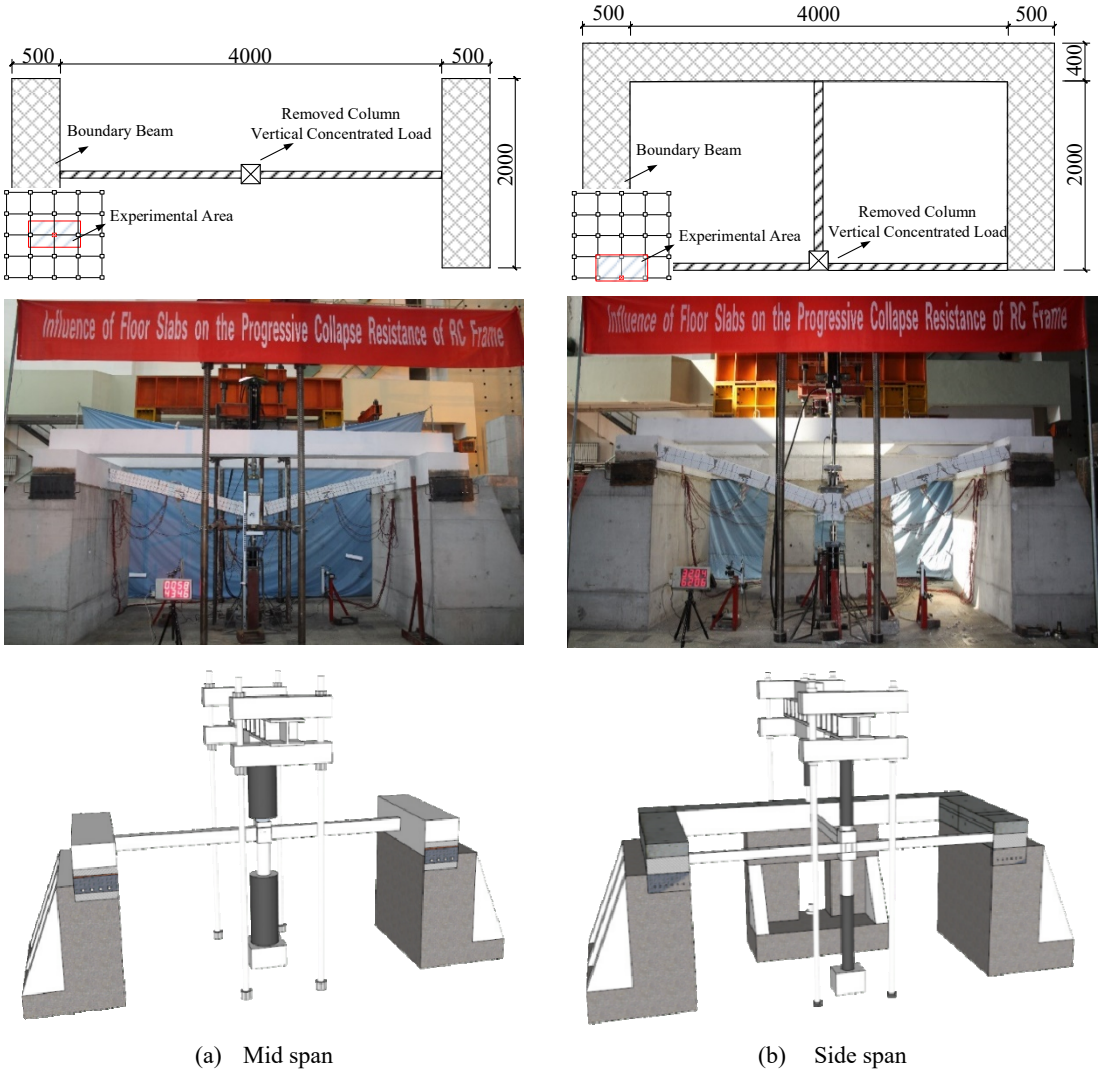 500
4000
500
Removed Column
Vertical Concentrated Load
Boundary Beam
2000
Experimental Area
500
4000
500
400
Boundary Beam
2000
Removed Column
Vertical Concentrated Load
Experimental Area
Influence of Floor Slabs on the Progressive Collapse Resistance of RC Frame
Influence of Floor Slabs on the Progressive Collapse Resistance of RC Frame
(a) Mid span
(b) Side span